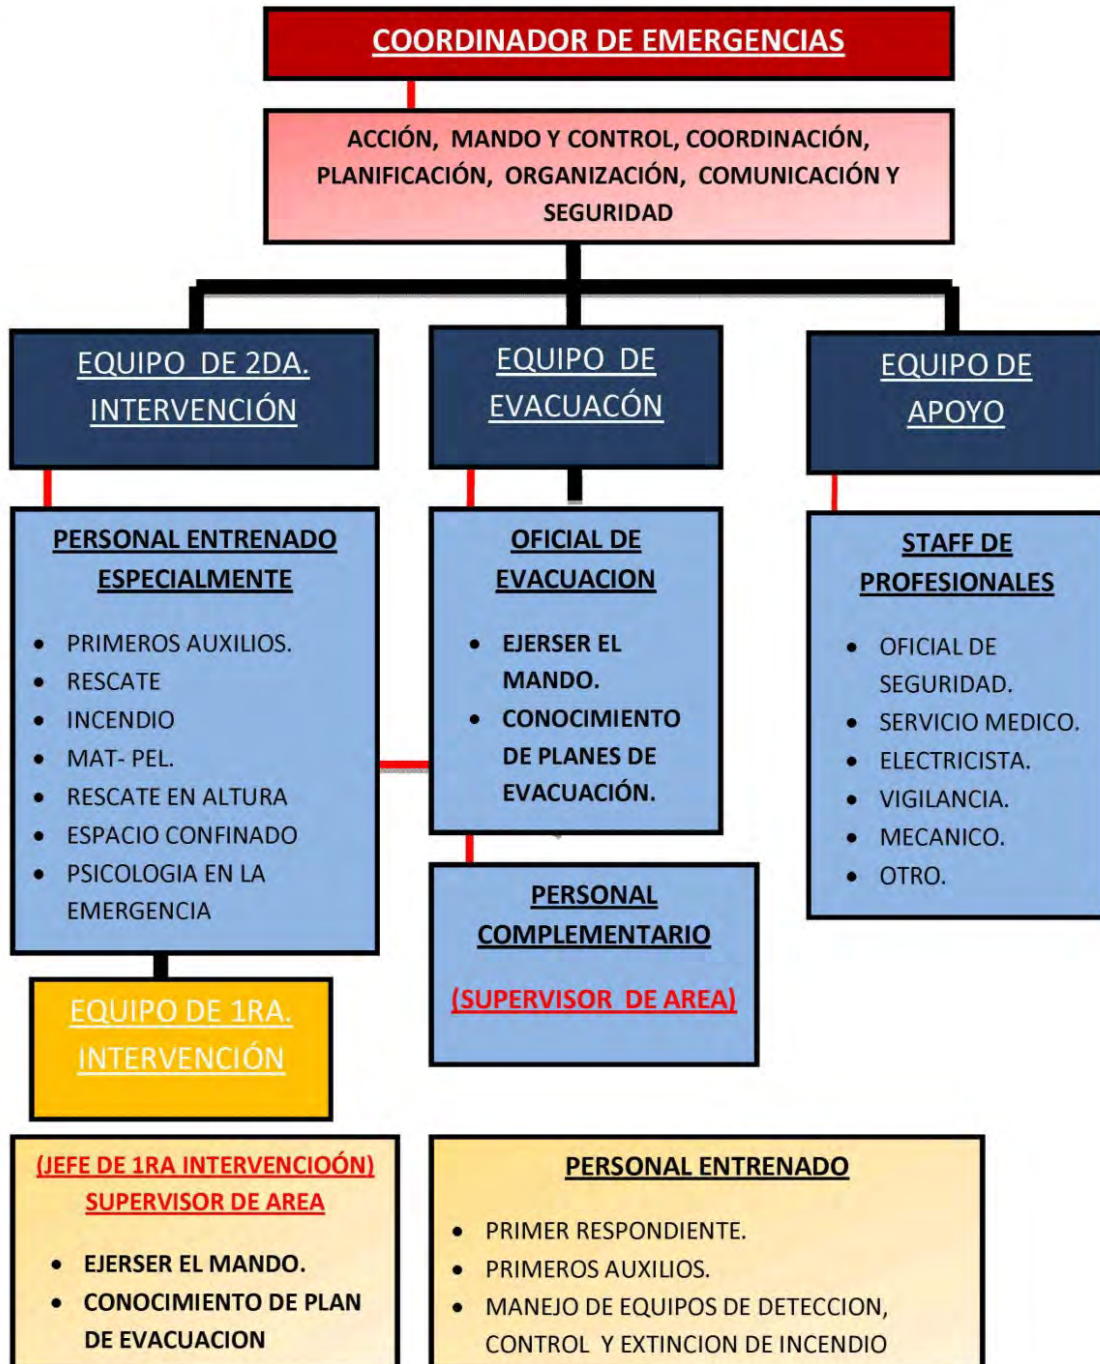 COORDINADOR DE EMERGENCIAS
ACCIÓN, MANDO Y CONTROL, COORDINACIÓN,
PLANIFICACIÓN, ORGANIZACIÓN, COMUNICACIÓN Y
SEGURIDAD
EQUIPO DE 2DA.
INTERVENCIÓN
EQUIPO DE
EVACUACÓN
EQUIPO DE
APOYO
PERSONAL ENTRENADO
ESPECIALMENTE
• PRIMEROS AUXILIOS.
• RESCATE
• INCENDIO
• MAT- PEL.
• RESCATE EN ALTURA
• ESPACIO CONFINADO
• PSICOLOGIA EN LA
EMERGENCIA
OFICIAL DE
EVACUACION
• EJERSER EL
MANDO.
• CONOCIMIENTO
DE PLANES DE
EVACUACIÓN.
STAFF DE
PROFESIONALES
• OFICIAL DE
SEGURIDAD.
• SERVICIO MEDICO.
• ELECTRICISTA.
• VIGILANCIA.
• MECANICO.
• OTRO.
PERSONAL
COMPLEMENTARIO
(SUPERVISOR DE AREA)
EQUIPO DE 1RA.
INTERVENCIÓN
(JEFE DE 1RA INTERVENCIOÓN)
SUPERVISOR DE AREA
• EJERSER EL MANDO.
• CONOCIMIENTO DE PLAN
DE EVACUACION
PERSONAL ENTRENADO
• PRIMER RESPONDIENTE.
• PRIMEROS AUXILIOS.
• MANEJO DE EQUIPOS DE DETECCION,
CONTROL Y EXTINCION DE INCENDIO